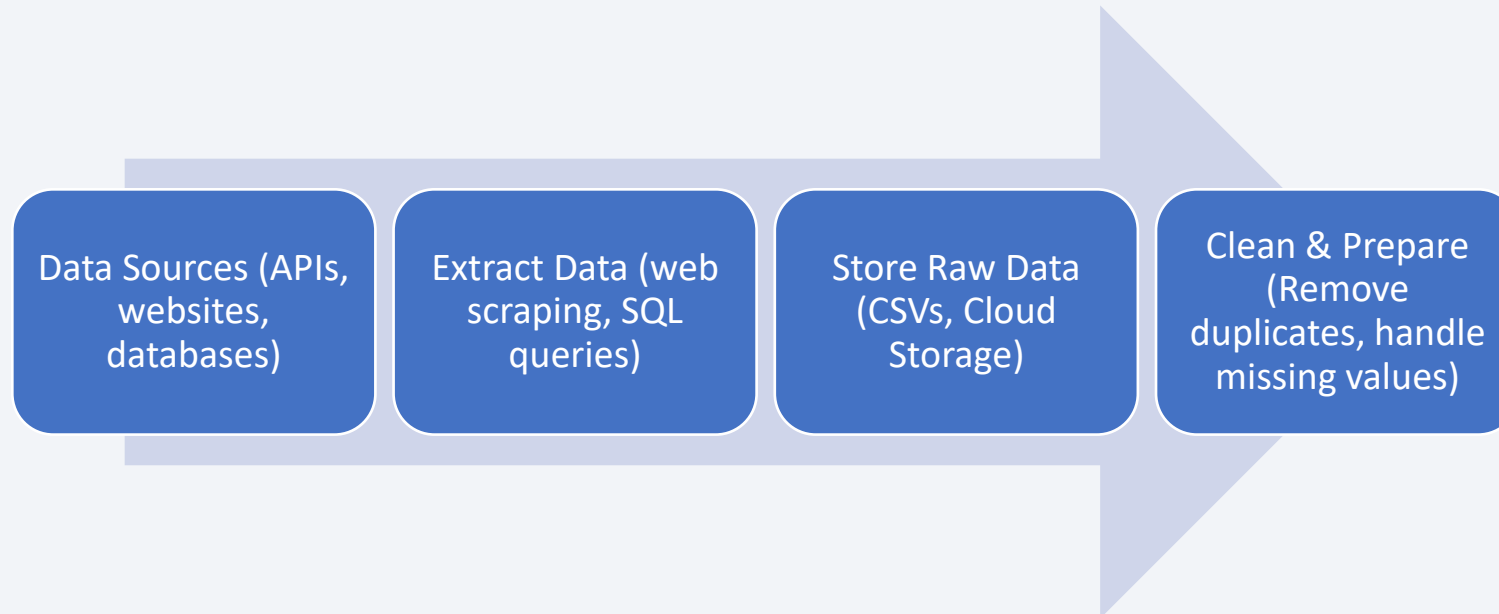 Data Sources (APIs,
websites,
databases)
Extract Data (web
scraping, SQL
queries)
Store Raw Data
(CSVs, Cloud
Storage)
Clean & Prepare
(Remove
duplicates, handle
missing values)